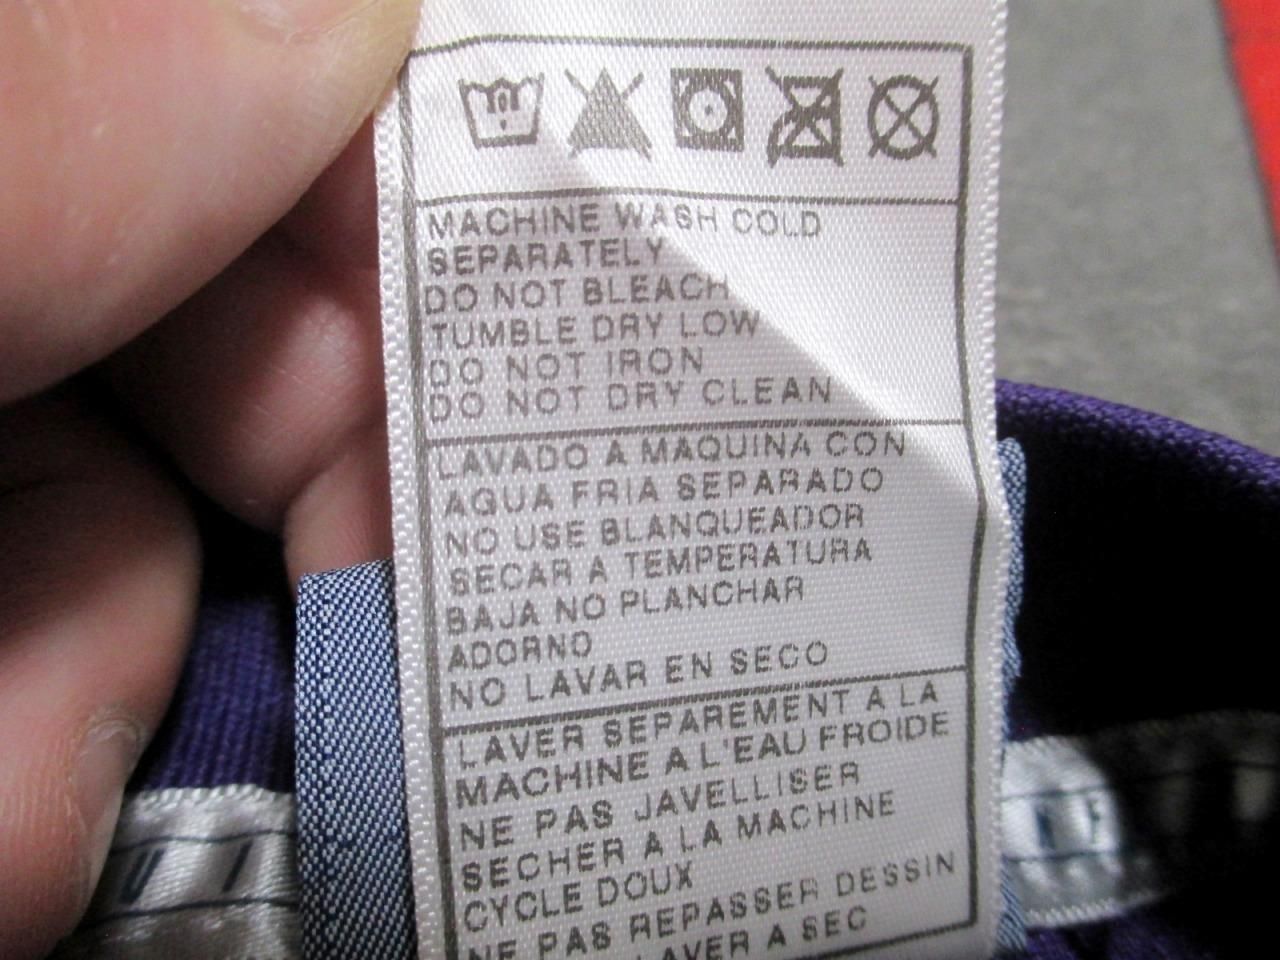 MACHINE WASH COLD
SEPARATELY
DO NOT BLEACH
TUMBLE DRY LOW
DO NOT IRON
DO NOT DRY CLEAN
LAVADO A MAQUINA CON
AGUA FRIA SEPARADO
NO USE BLANQUEADOR
SECAR A TEMPERATURA
BAJA NO PLANCHAR
ADORNO
NO LAVAR EN SECO
LAVER SEPAREMENT A LA
MACHINE A L'EAU FROIDE
NE PAS JAVELLISER
SECHER A LA MACHINE
CYCLE DOUX
NE PAS REPASSER DESSIN
LAVER A SEC